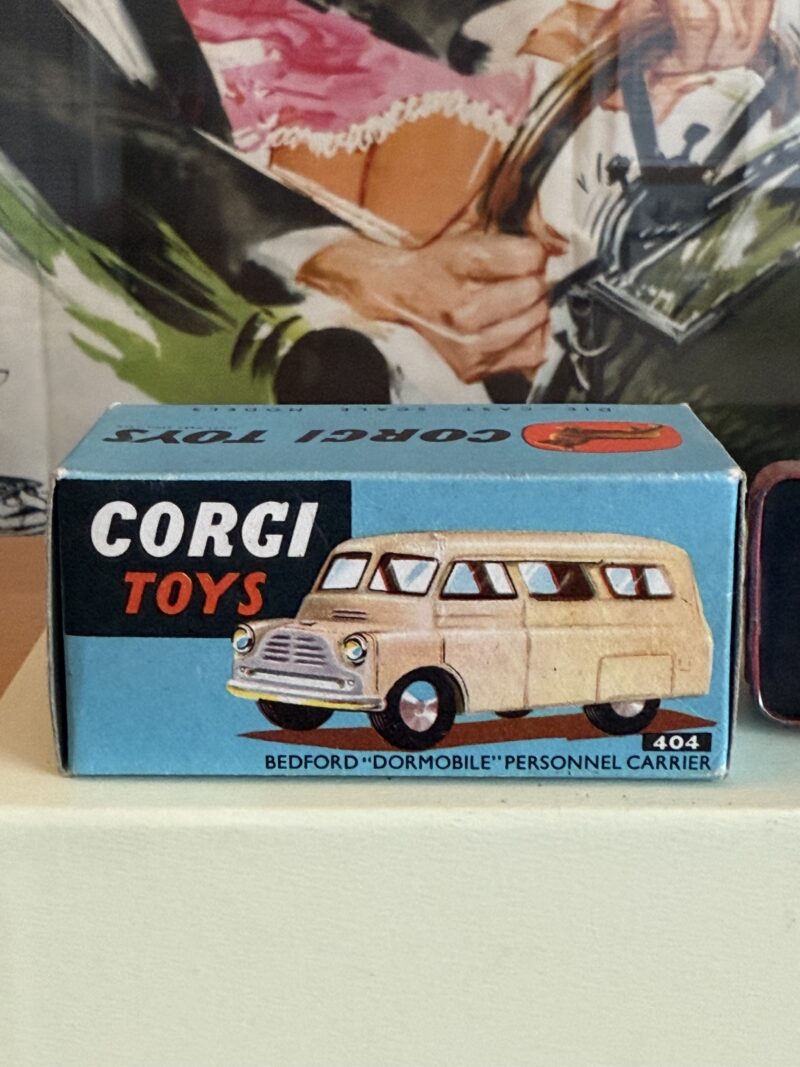 DIE CAST SCALE MODELS
CORGI TOYS
CORGI
TOYS
404
BEDFORD "DORMOBILE" PERSONNEL CARRIER